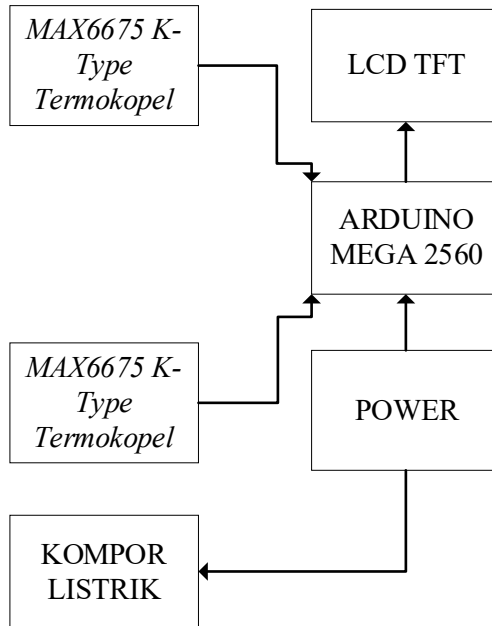 MAX6675 K-
Type
Termokopel
LCD TFT
ARDUINO
MEGA 2560
MAX6675 K-
Type
Termokopel
POWER
KOMPOR
LISTRIK